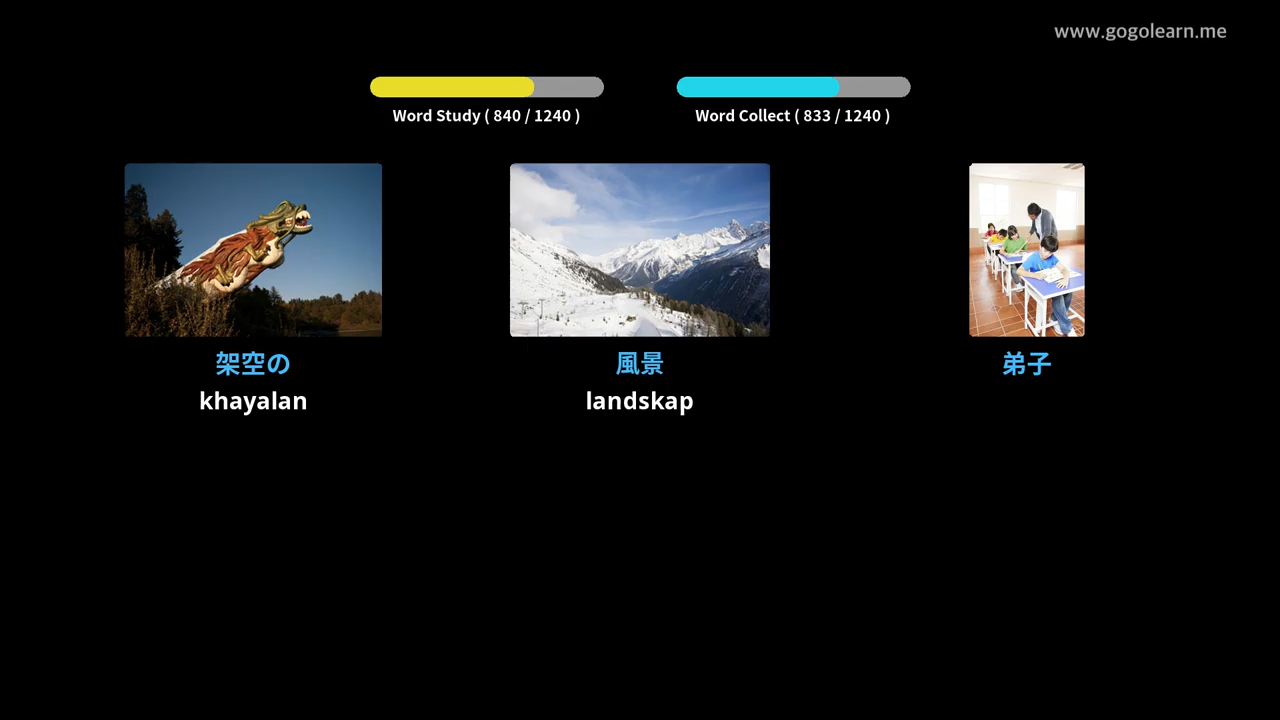 www.gogolearn.me
Word Study ( 840 / 1240 )
Word Collect ( 833 / 1240 )
架空の
khayalan
風景
landskap
弟子